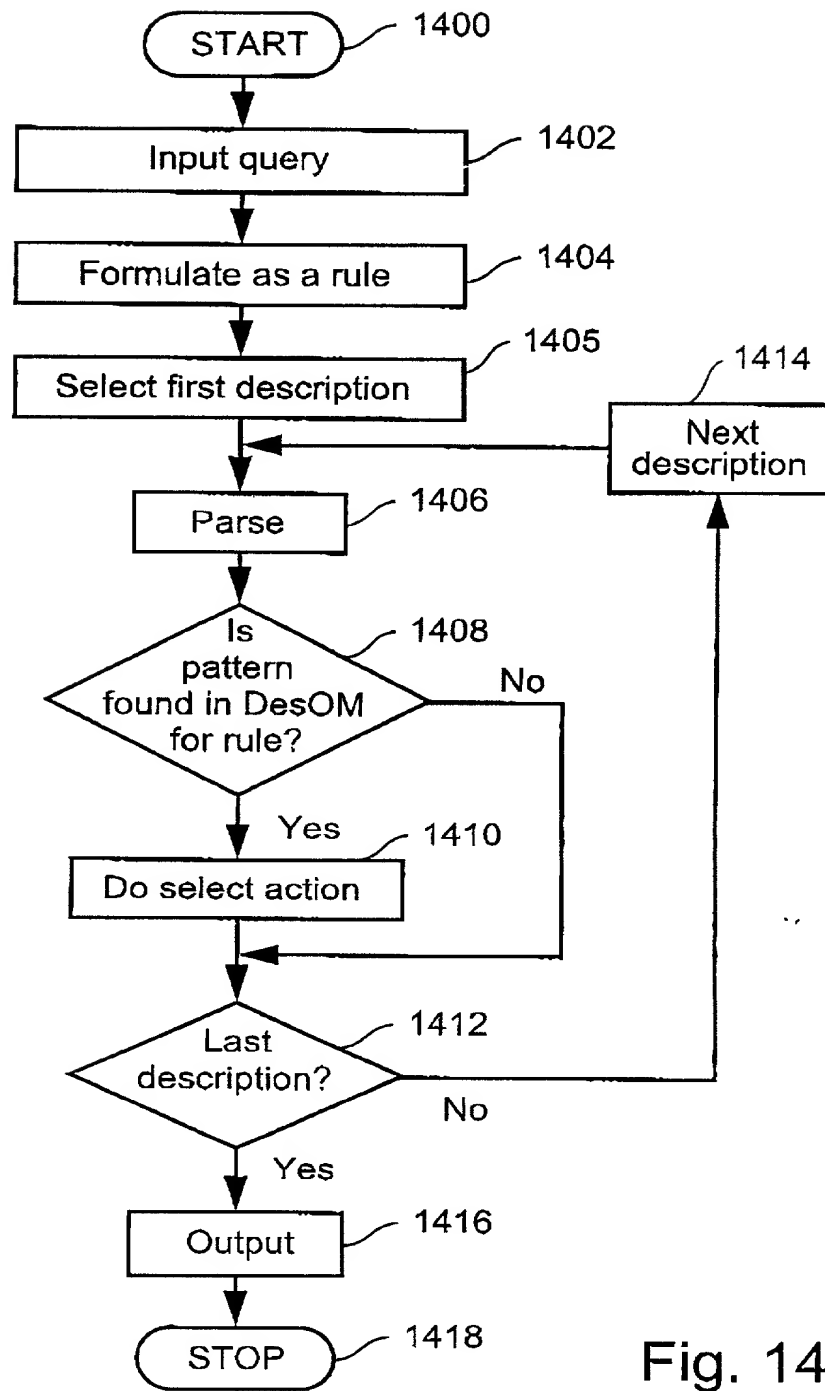 START
1400
Input query
1402
Formulate as a rule
1404
Select first description
1405
Next
description
1414
Parse
1406
Is
pattern
found in DesOM
for rule?
1408
No
Yes
Do select action
1410
Last
description?
1412
No
Yes
Output
1416
STOP
1418
Fig. 14